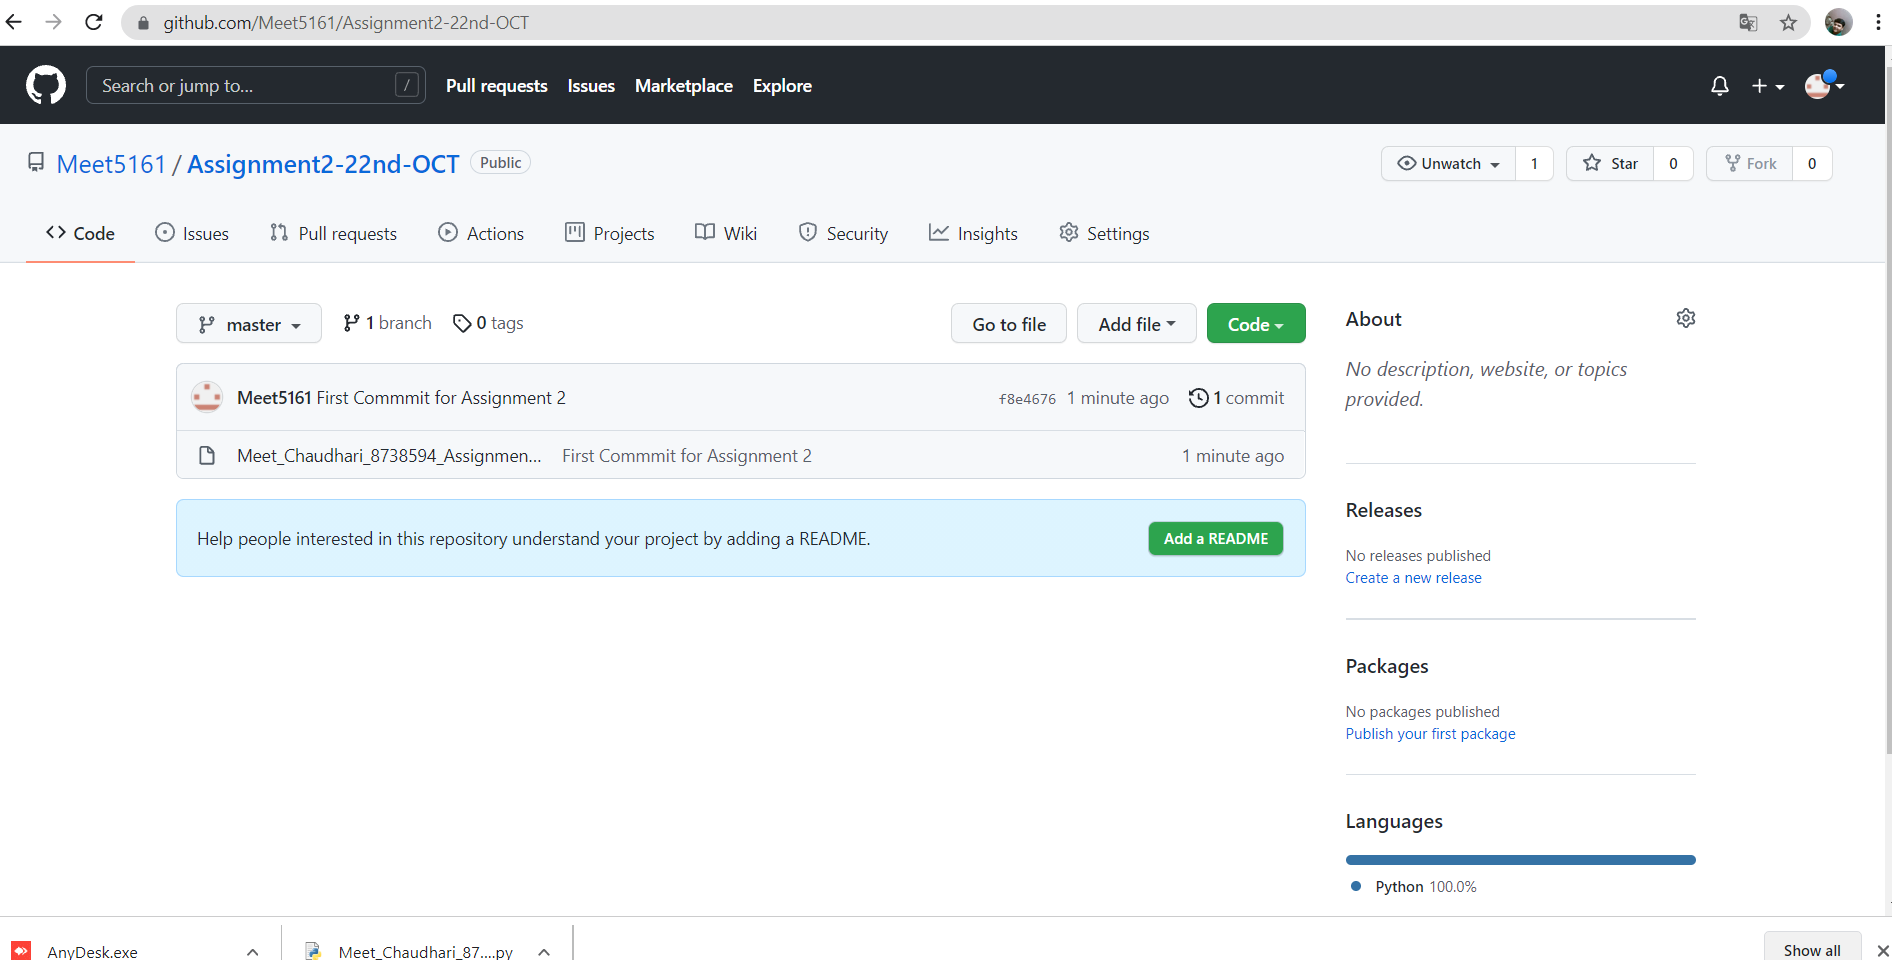 github.com/Meet5161/Assignment2-22nd-OCT
Search or jump to... /
Pull requests Issues Marketplace Explore
Meet5161 / Assignment2-22nd-OCT Public
Unwatch 1 Star 0 Fork 0
Code Issues Pull requests Actions Projects Wiki Security Insights Settings
master 1 branch 0 tags Go to file Add file Code
Meet5161 First Commmit for Assignment 2 f8e4676 1 minute ago 1 commit
Meet_Chaudhari_8738594_Assignmen... First Commmit for Assignment 2 1 minute ago
Help people interested in this repository understand your project by adding a README. Add a README
About
No description, website, or topics
provided.
Releases
No releases published
Create a new release
Packages
No packages published
Publish your first package
Languages
Python 100.0%
AnyDesk.exe Meet_Chaudhari_87....py Show all